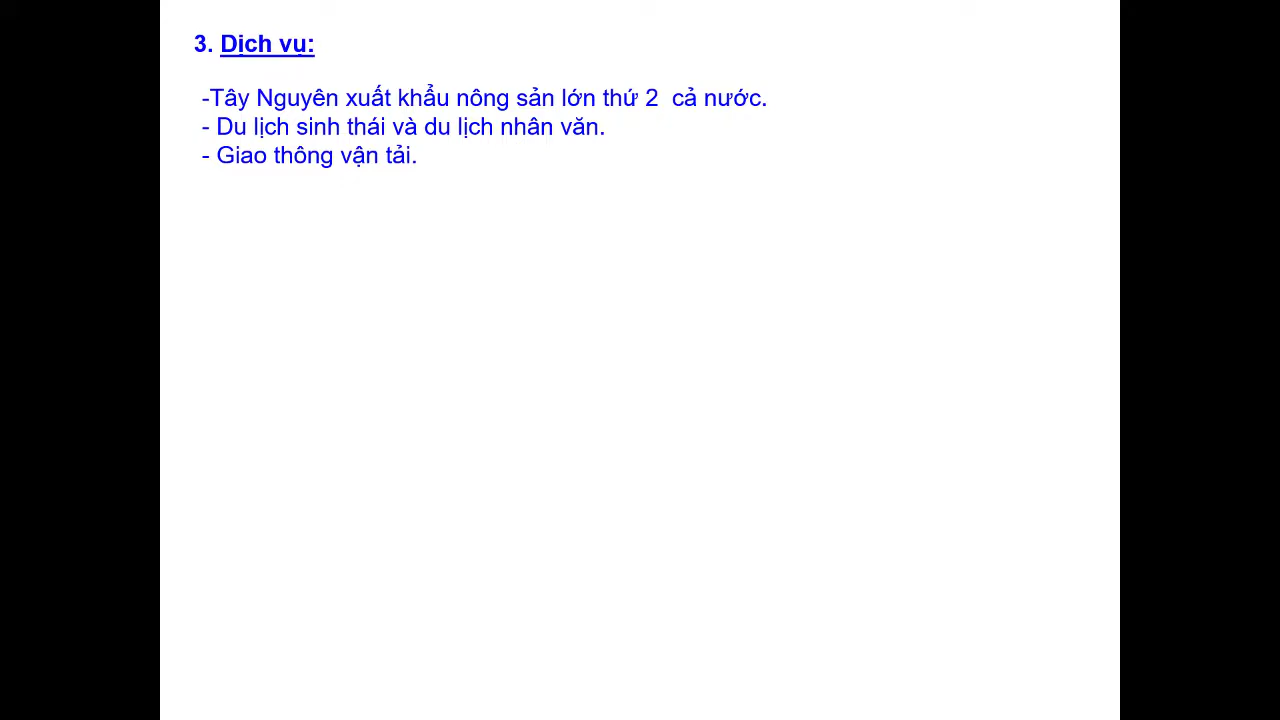 3. Dịch vụ:
-Tây Nguyên xuất khẩu nông sản lớn thứ 2  cả nước.
- Du lịch sinh thái và du lịch nhân văn.
- Giao thông vận tải.